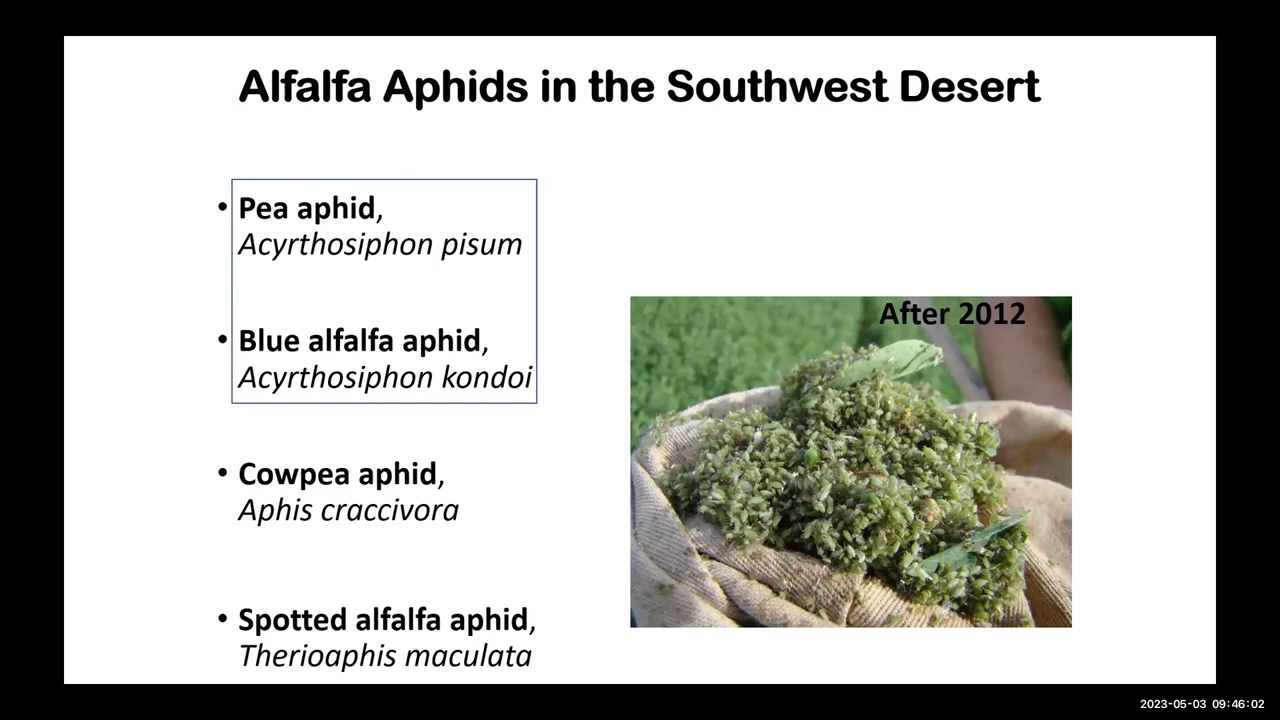 Alfalfa Aphids in the Southwest Desert
• Pea aphid,
Acyrthosiphon pisum
• Blue alfalfa aphid,
Acyrthosiphon kondoi
• Cowpea aphid,
Aphis craccivora
• Spotted alfalfa aphid,
Therioaphis maculata
After 2012
2023-05-03 09:46:02